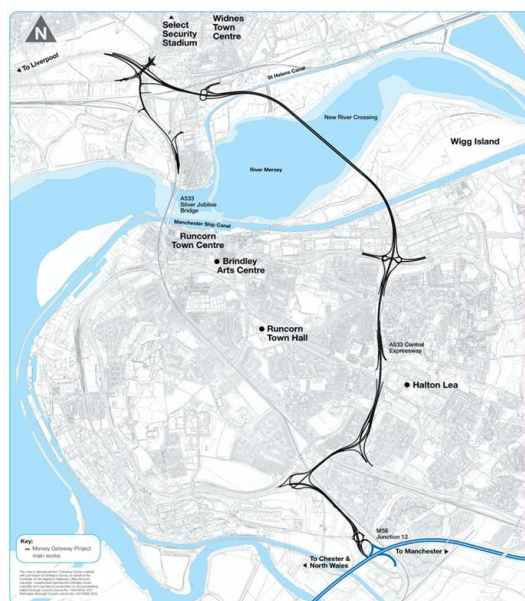 N
Select
Security
Stadium
Widnes
Town
Centre
To Liverpool
St Helens Canal
New River Crossing
Wigg Island
River Mersey
A533
Silver Jubilee
Bridge
Manchester Ship Canal
Runcorn
Town Centre
Brindley
Arts Centre
Runcorn
Town Hall
A533 Central
Expressway
Halton Lea
M56
Junction 12
To Manchester
To Chester &
North Wales
Key:
Mersey Gateway Project
main works